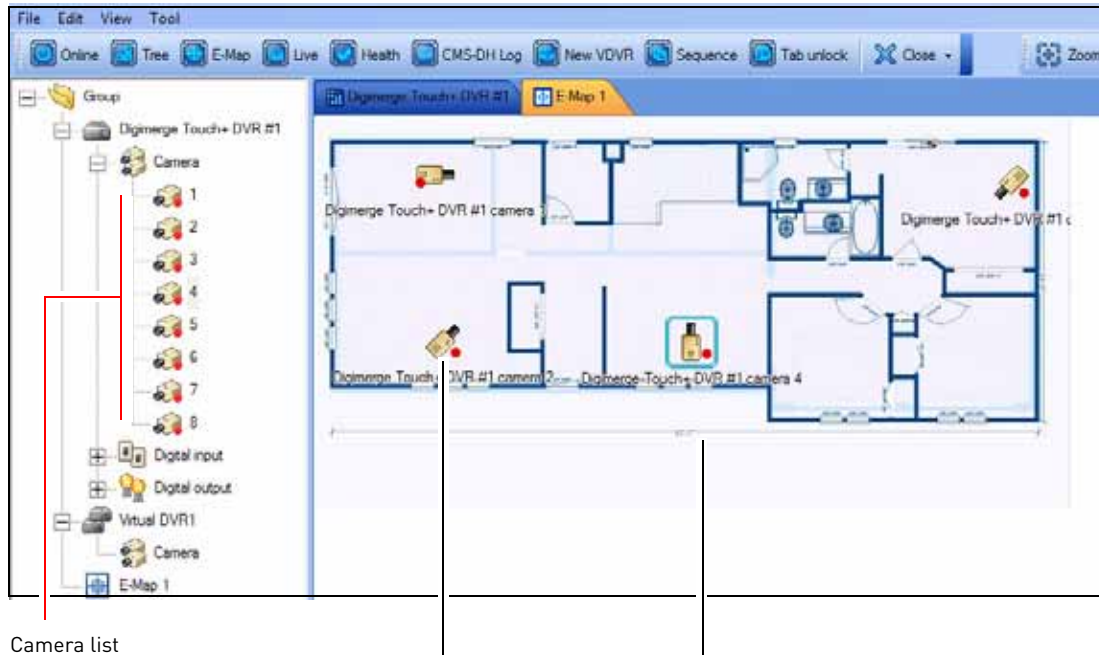 File Edit View Tool
Online Tree E-Map Live Health CMS-DH Log New VDVR Sequence Tab unlock Close Zoom
Group
Digimerge Touch+ DVR #1
Camera
1
2
3
4
5
6
7
8
Digital input
Digital output
Virtual DVR1
Camera
E-Map 1
Digimerge Touch+ DVR #1
E-Map 1
Digimerge Touch+ DVR #1 camera
Digimerge Touch+ DVR #1 c
Digimerge Touch+ DVR #1 camera 2
Digimerge Touch+ DVR #1 camera 4
Camera list